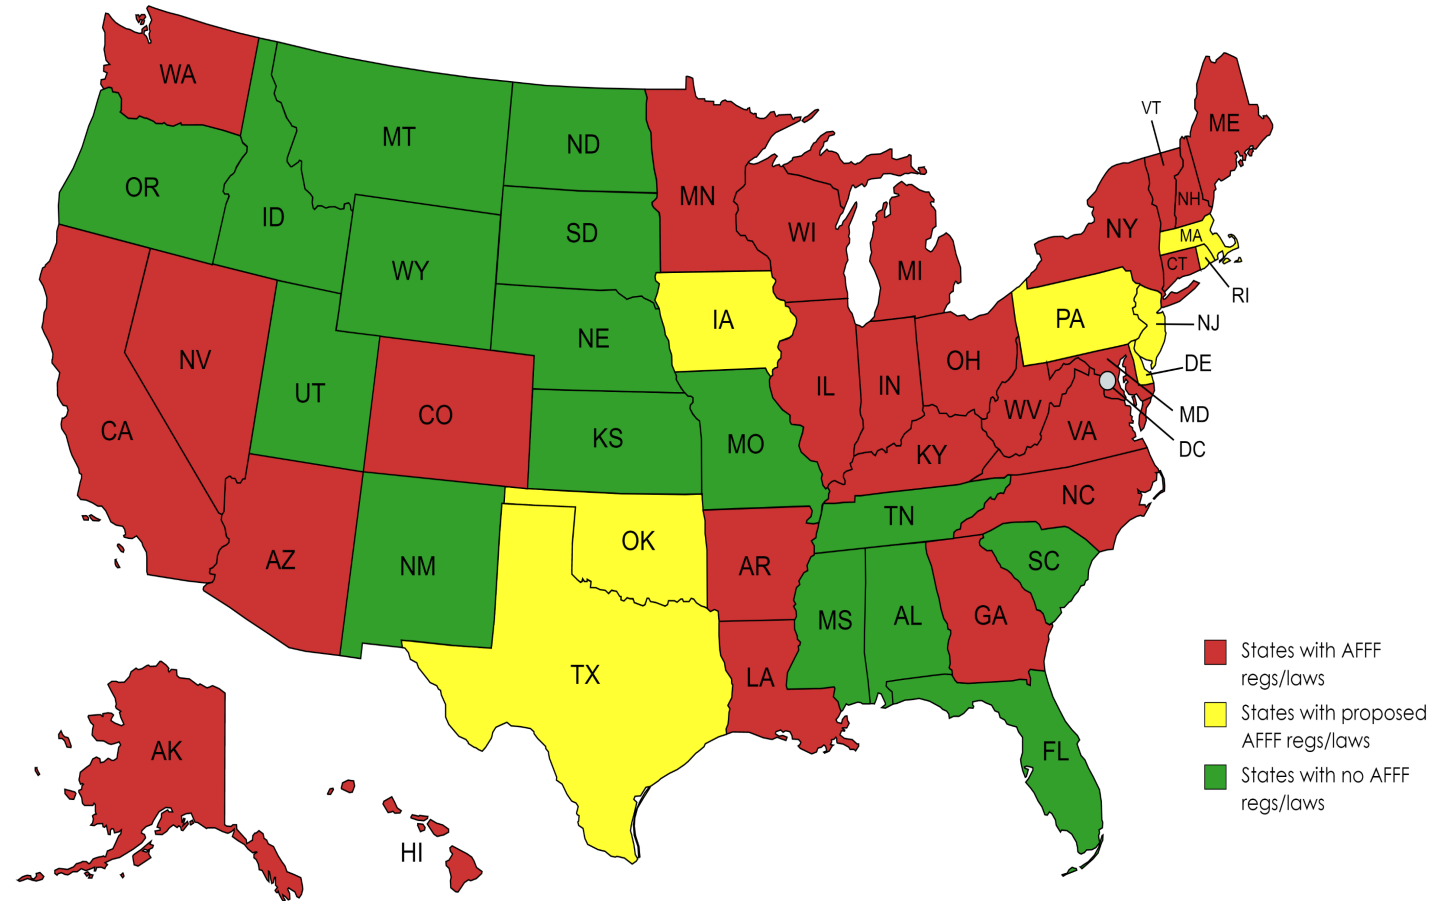 WA
MT
ND
MN
VT
ME
OR
ID
SD
WI
MI
NY
NH
MA
CT
RI
WY
NE
IA
PA
NJ
DE
NV
UT
CO
KS
MO
IL
IN
OH
WV
VA
MD
DC
CA
KY
NC
TN
AZ
NM
OK
AR
SC
MS
AL
GA
TX
LA
FL
AK
HI
States with AFFF
regs/laws
States with proposed
AFFF regs/laws
States with no AFFF
regs/laws